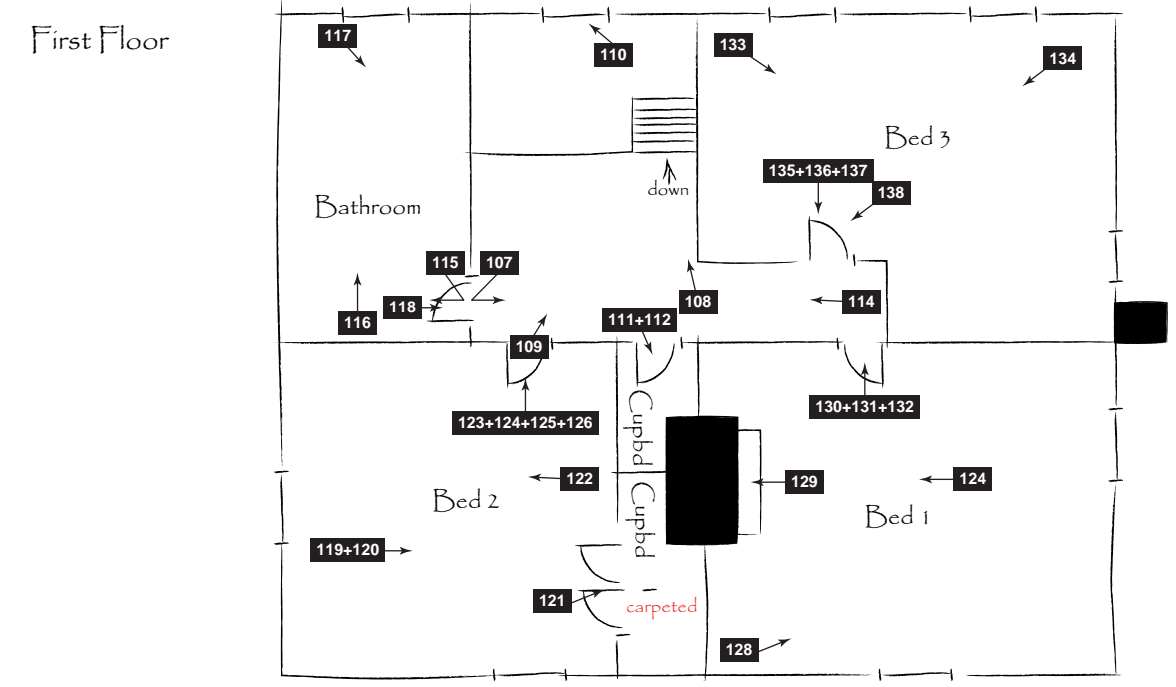 First Floor
117
110
133
134
Bed 3
135+136+137
138
down
Bathroom
115
107
118
116
108
114
111+112
109
123+124+125+126
130+131+132
Cupbd
122
129
124
Bed 2
Cupbd
Bed 1
119+120
121
carpeted
128